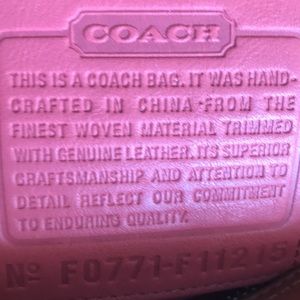 COACH
THIS IS A COACH BAG. IT WAS HAND-
CRAFTED IN CHINA FROM THE
FINEST WOVEN MATERIAL TRIMMED
WITH GENUINE LEATHER. ITS SUPERIOR
CRAFTSMANSHIP AND ATTENTION TO
DETAIL REFLECT OUR COMMITMENT
TO ENDURING QUALITY.
Nº F0771-F11215